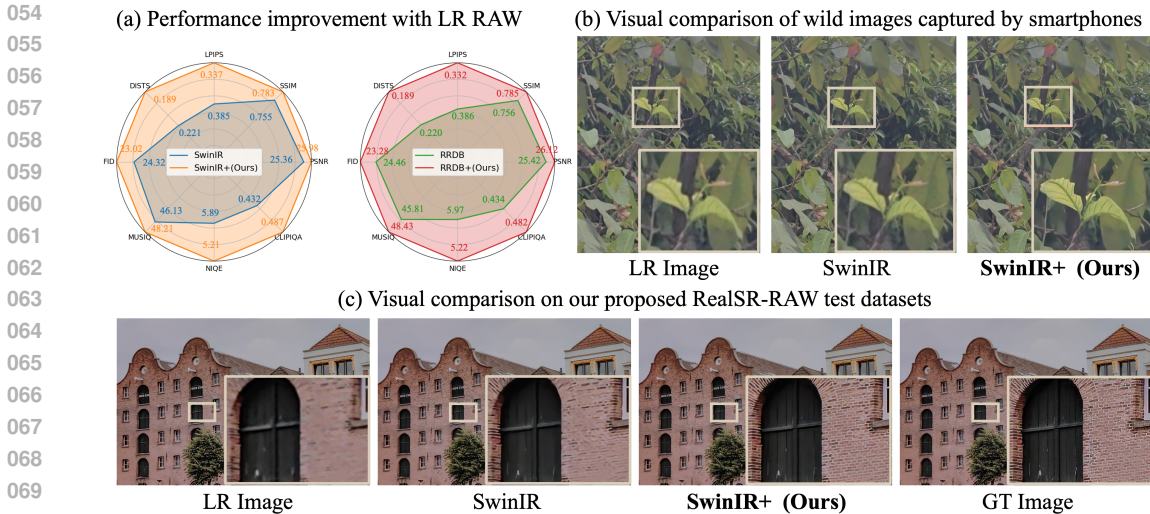 054
055
056
057
058
059
060
061
062
063
064
065
066
067
068
069
(a) Performance improvement with LR RAW
LPIPS
SSIM
PSNR
CLIPIQA
NIQE
MUSIQ
FID
DISTS
0.337
0.783
25.98
0.487
5.21
48.21
23.02
0.189
0.385
0.755
25.36
0.432
5.89
46.13
24.32
0.221
SwinIR
SwinIR+(Ours)
LPIPS
SSIM
PSNR
CLIPIQA
NIQE
MUSIQ
FID
DISTS
0.332
0.785
26.12
0.482
5.22
48.43
23.28
0.189
0.386
0.756
25.42
0.434
5.97
45.81
24.46
0.220
RRDB
RRDB+(Ours)
(b) Visual comparison of wild images captured by smartphones
LR Image
SwinIR
SwinIR+ (Ours)
(c) Visual comparison on our proposed RealSR-RAW test datasets
LR Image
SwinIR
SwinIR+ (Ours)
GT Image